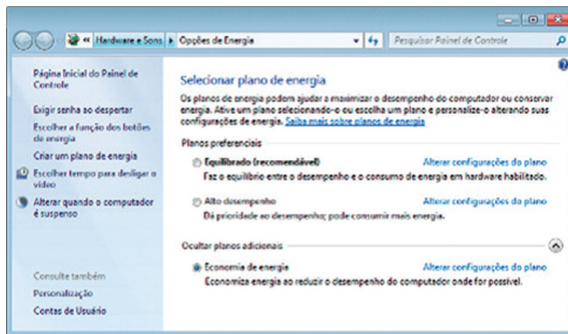 « Hardware e Sons ▸ Opções de Energia
Pesquisar Painel de Controle
Página Inicial do Painel de
Controle
Exigir senha ao despertar
Escolher a função dos botões
de energia
Criar um plano de energia
Escolher tempo para desligar o
vídeo
Alterar quando o computador
é suspenso
Consulte também
Personalização
Contas de Usuário
Selecionar plano de energia
Os planos de energia podem ajudar a maximizar o desempenho do computador ou conservar
energia. Ative um plano selecionando-o ou escolha um plano e personalize-o alterando suas
configurações de energia. Saiba mais sobre planos de energia
Planos preferenciais
Equilibrado (recomendável) Alterar configurações do plano
Faz o equilíbrio entre o desempenho e o consumo de energia em hardware habilitado.
Alto desempenho Alterar configurações do plano
Dá prioridade ao desempenho; pode consumir mais energia.
Ocultar planos adicionais
Economia de energia Alterar configurações do plano
Economiza energia ao reduzir o desempenho do computador onde for possível.